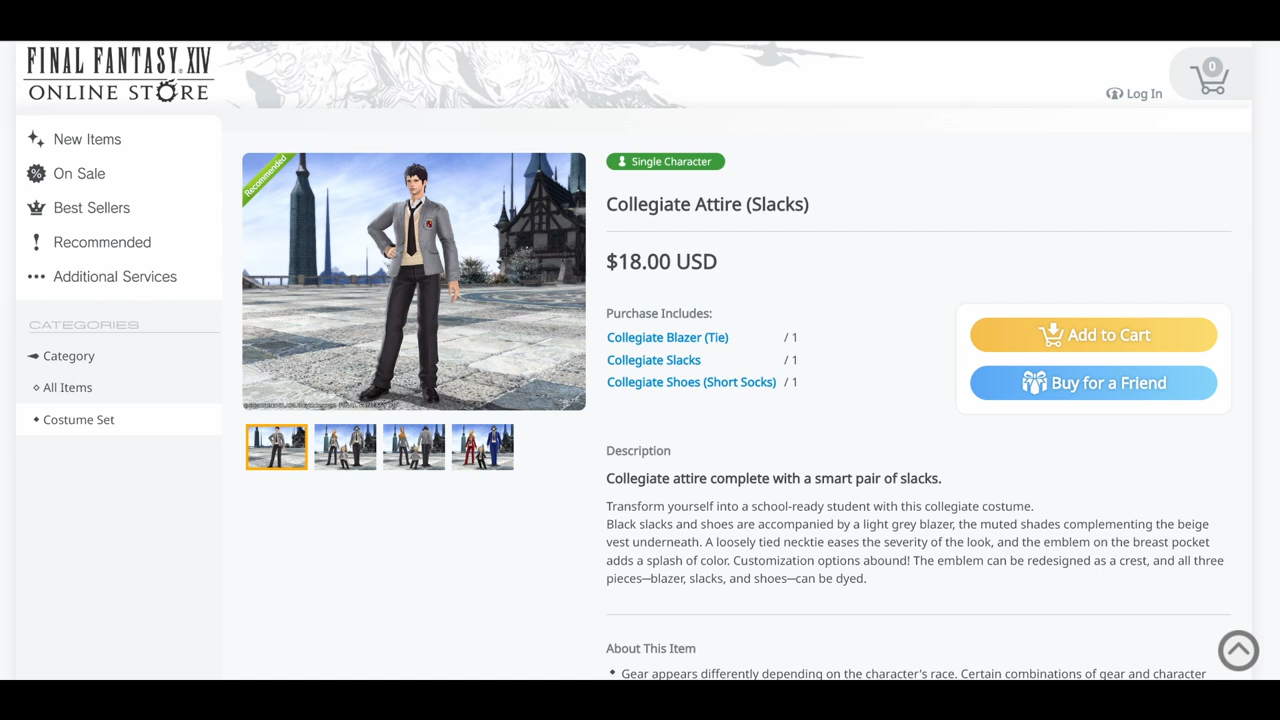 FINAL FANTASY XIV
ONLINE STORE
0
Log In
New Items
On Sale
Best Sellers
Recommended
Additional Services
CATEGORIES
Category
All Items
Costume Set
Recommended
Single Character
Collegiate Attire (Slacks)
$18.00 USD
Purchase Includes:
Collegiate Blazer (Tie) / 1
Collegiate Slacks / 1
Collegiate Shoes (Short Socks) / 1
Add to Cart
Buy for a Friend
Description
Collegiate attire complete with a smart pair of slacks.
Transform yourself into a school-ready student with this collegiate costume.
Black slacks and shoes are accompanied by a light grey blazer, the muted shades complementing the beige
vest underneath. A loosely tied necktie eases the severity of the look, and the emblem on the breast pocket
adds a splash of color. Customization options abound! The emblem can be redesigned as a crest, and all three
pieces—blazer, slacks, and shoes—can be dyed.
About This Item
Gear appears differently depending on the character's race. Certain combinations of gear and character